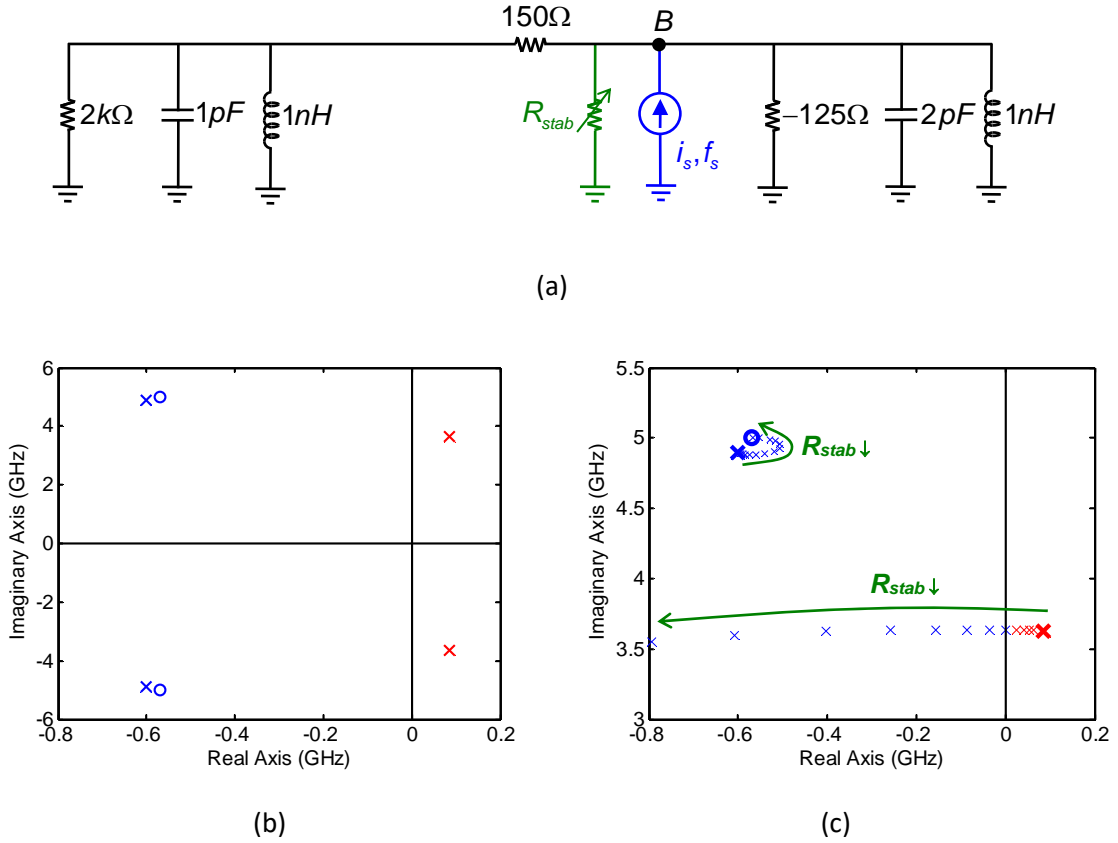 (a)
150Ω
B
2kΩ
1pF
1nH
R_stab
i_s, f_s
−125Ω
2pF
1nH
(b)
Imaginary Axis (GHz)
6
4
2
0
-2
-4
-6
-0.8 -0.6 -0.4 -0.2 0 0.2
Real Axis (GHz)
(c)
Imaginary Axis (GHz)
5.5
5
4.5
4
3.5
3
R_stab ↓
R_stab ↓
-0.8 -0.6 -0.4 -0.2 0 0.2
Real Axis (GHz)